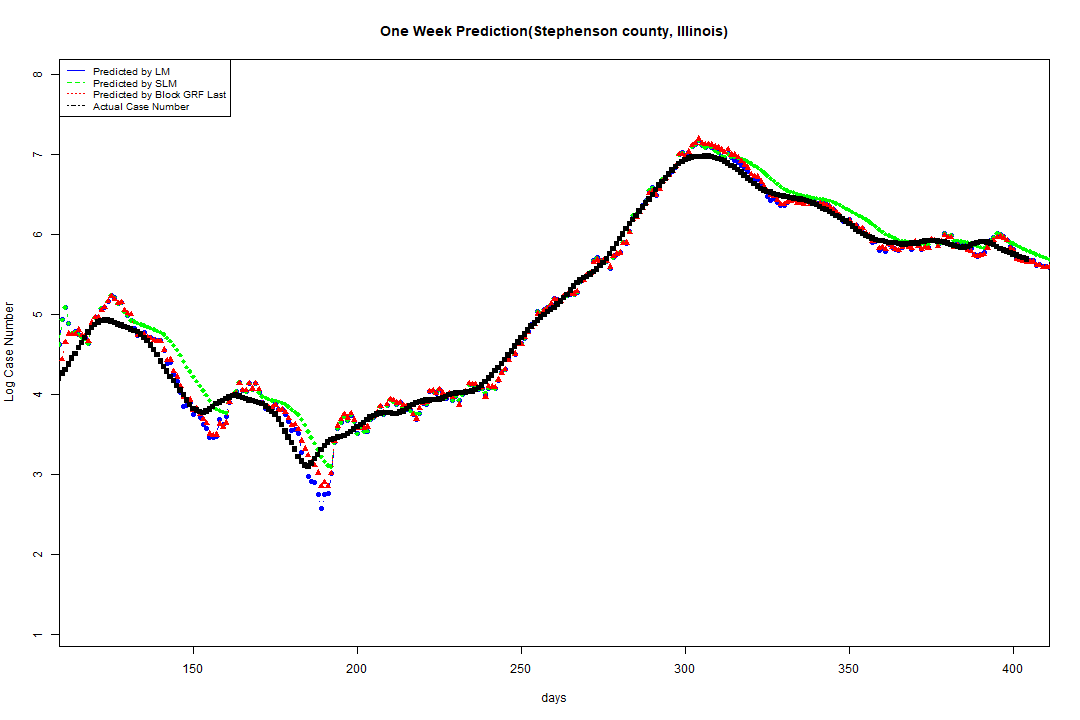 One Week Prediction(Stephenson county, Illinois)
Predicted by LM
Predicted by SLM
Predicted by Block GRF Last
Actual Case Number
8
7
6
5
4
3
2
1
Log Case Number
150 200 250 300 350 400
days